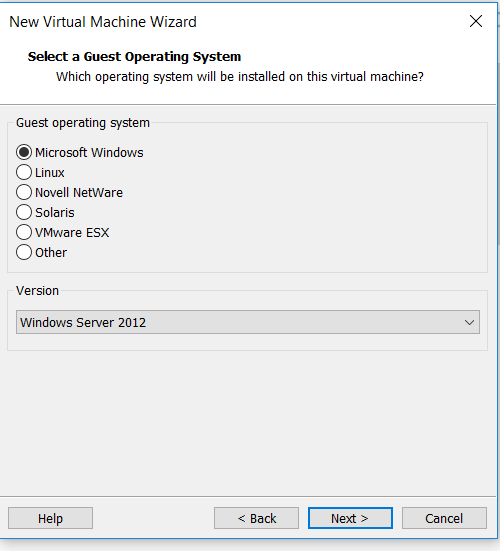 New Virtual Machine Wizard
Select a Guest Operating System
Which operating system will be installed on this virtual machine?
Guest operating system
Microsoft Windows
Linux
Novell NetWare
Solaris
VMware ESX
Other
Version
Windows Server 2012
Help
< Back
Next >
Cancel